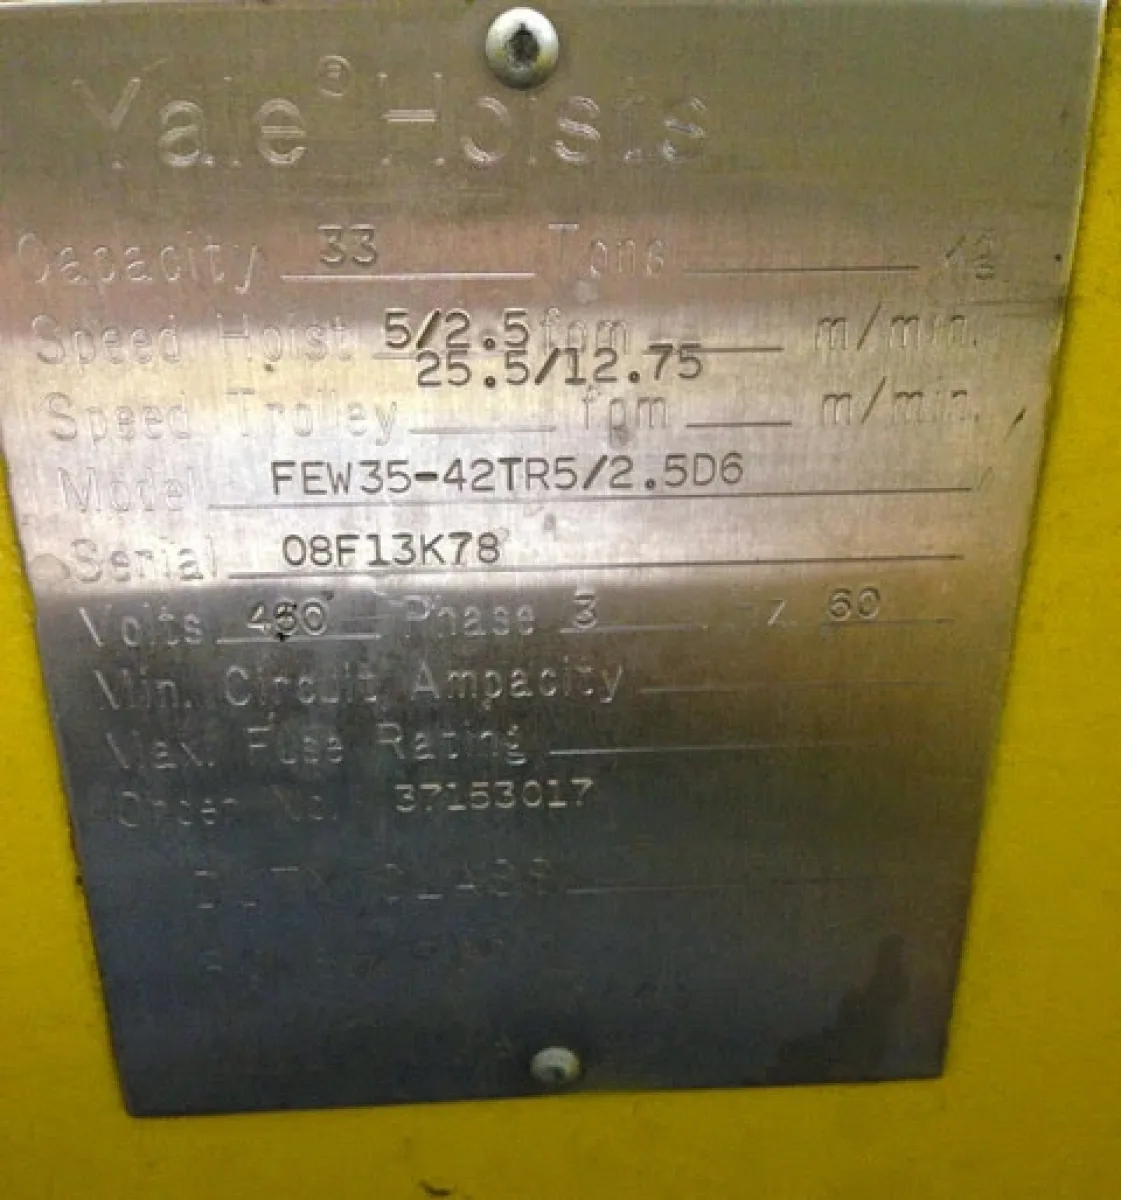 Yale® Hoists
Capacity 33 Tons
Speed Hoist 5/2.5 fpm m/min.
25.5/12.75
Speed Trolley fpm m/min.
Model FEW35-42TR5/2.5D6
Serial 08F13K78
Volts 460 Phase 3 60
Min. Circuit Ampacity
Max. Fuse Rating
Order No. 37153017
DUTY CLASS